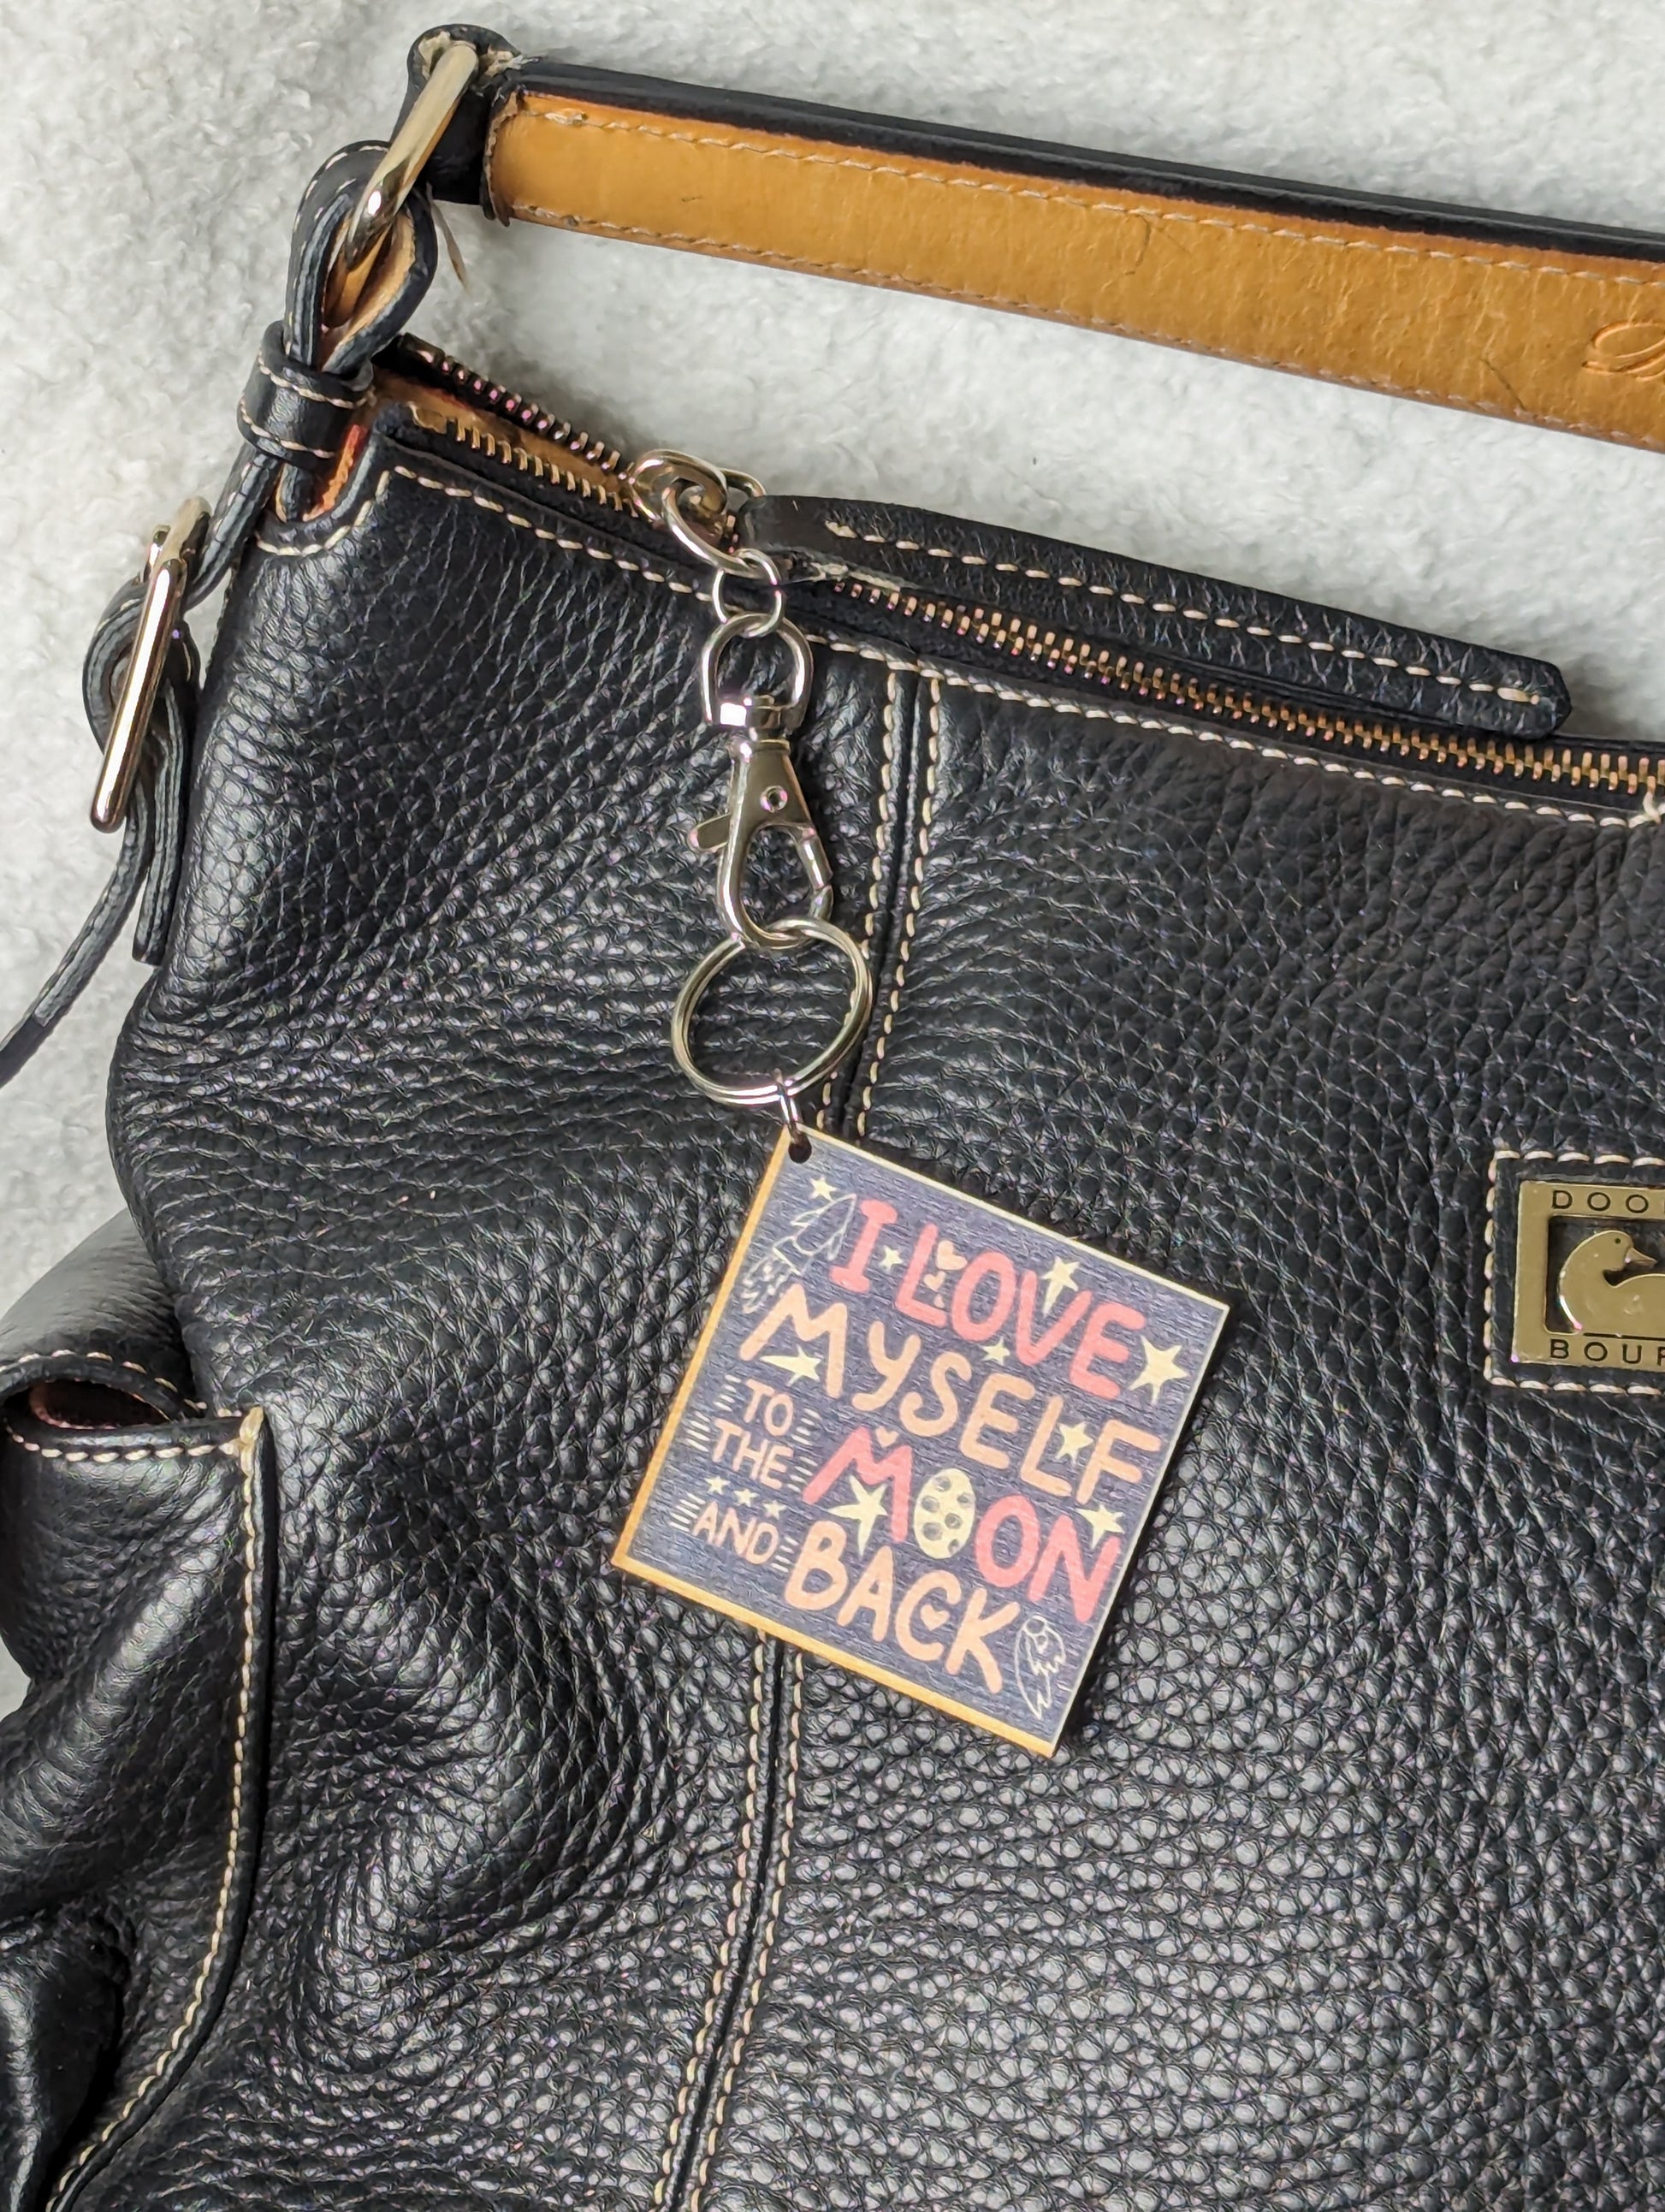 I LOVE
MYSELF
TO
THE MOON
AND BACK
DOO
BOUR